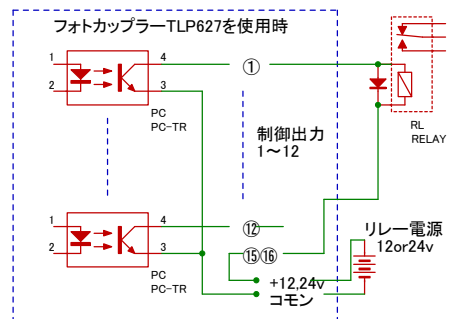 フォトカップラーTLP627を使用時
1
4
2
3
PC
PC-TR
①
制御出力
1～12
RL
RELAY
1
4
2
3
PC
PC-TR
⑫
⑮⑯
+12,24v
コモン
リレー電源
12or24v